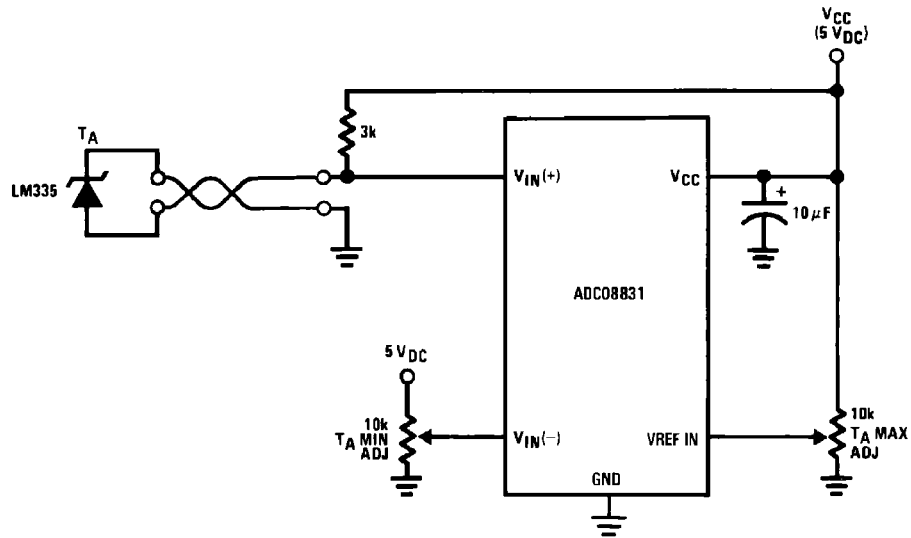 VCC
(5 VDC)
TA
LM335
3k
VIN(+)
VCC
+
10 µF
ADC08831
5 VDC
10k
TA MIN
ADJ
VIN(−)
VREF IN
10k
TA MAX
ADJ
GND